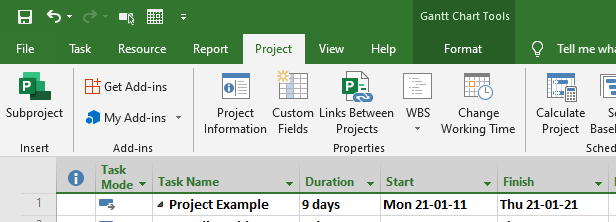 Gantt Chart Tools
File Task Resource Report Project View Help Format Tell me wha
Subproject
Get Add-ins
My Add-ins
Project Information
Custom Fields
Links Between Projects
WBS
Change Working Time
Calculate Project
Insert Add-ins Properties
Task Mode Task Name Duration Start Finish
1 Project Example 9 days Mon 21-01-11 Thu 21-01-21